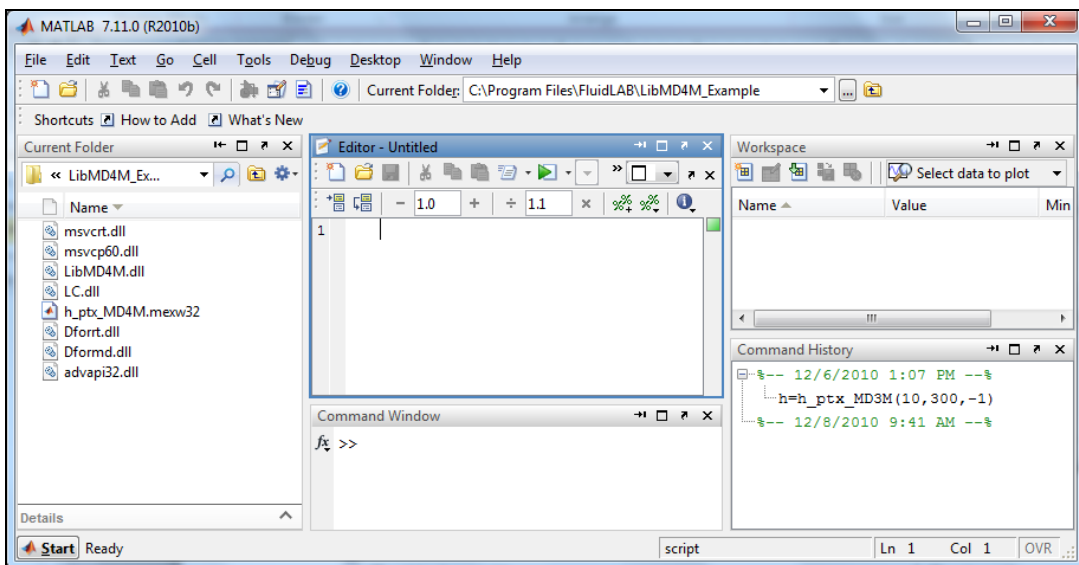 MATLAB 7.11.0 (R2010b)
File Edit Text Go Cell Tools Debug Desktop Window Help
Current Folder: C:\Program Files\FluidLAB\LibMD4M_Example
Shortcuts How to Add What's New
Current Folder
« LibMD4M_Ex...
Name
msvcrt.dll
msvcp60.dll
LibMD4M.dll
LC.dll
h_ptx_MD4M.mexw32
Dforrt.dll
Dformd.dll
advapi32.dll
Details
Editor - Untitled
− 1.0 + ÷ 1.1 ×
1
Command Window
fx >>
Workspace
Select data to plot
Name Value Min
Command History
%-- 12/6/2010 1:07 PM --%
h=h_ptx_MD3M(10,300,-1)
%-- 12/8/2010 9:41 AM --%
Start Ready script Ln 1 Col 1 OVR